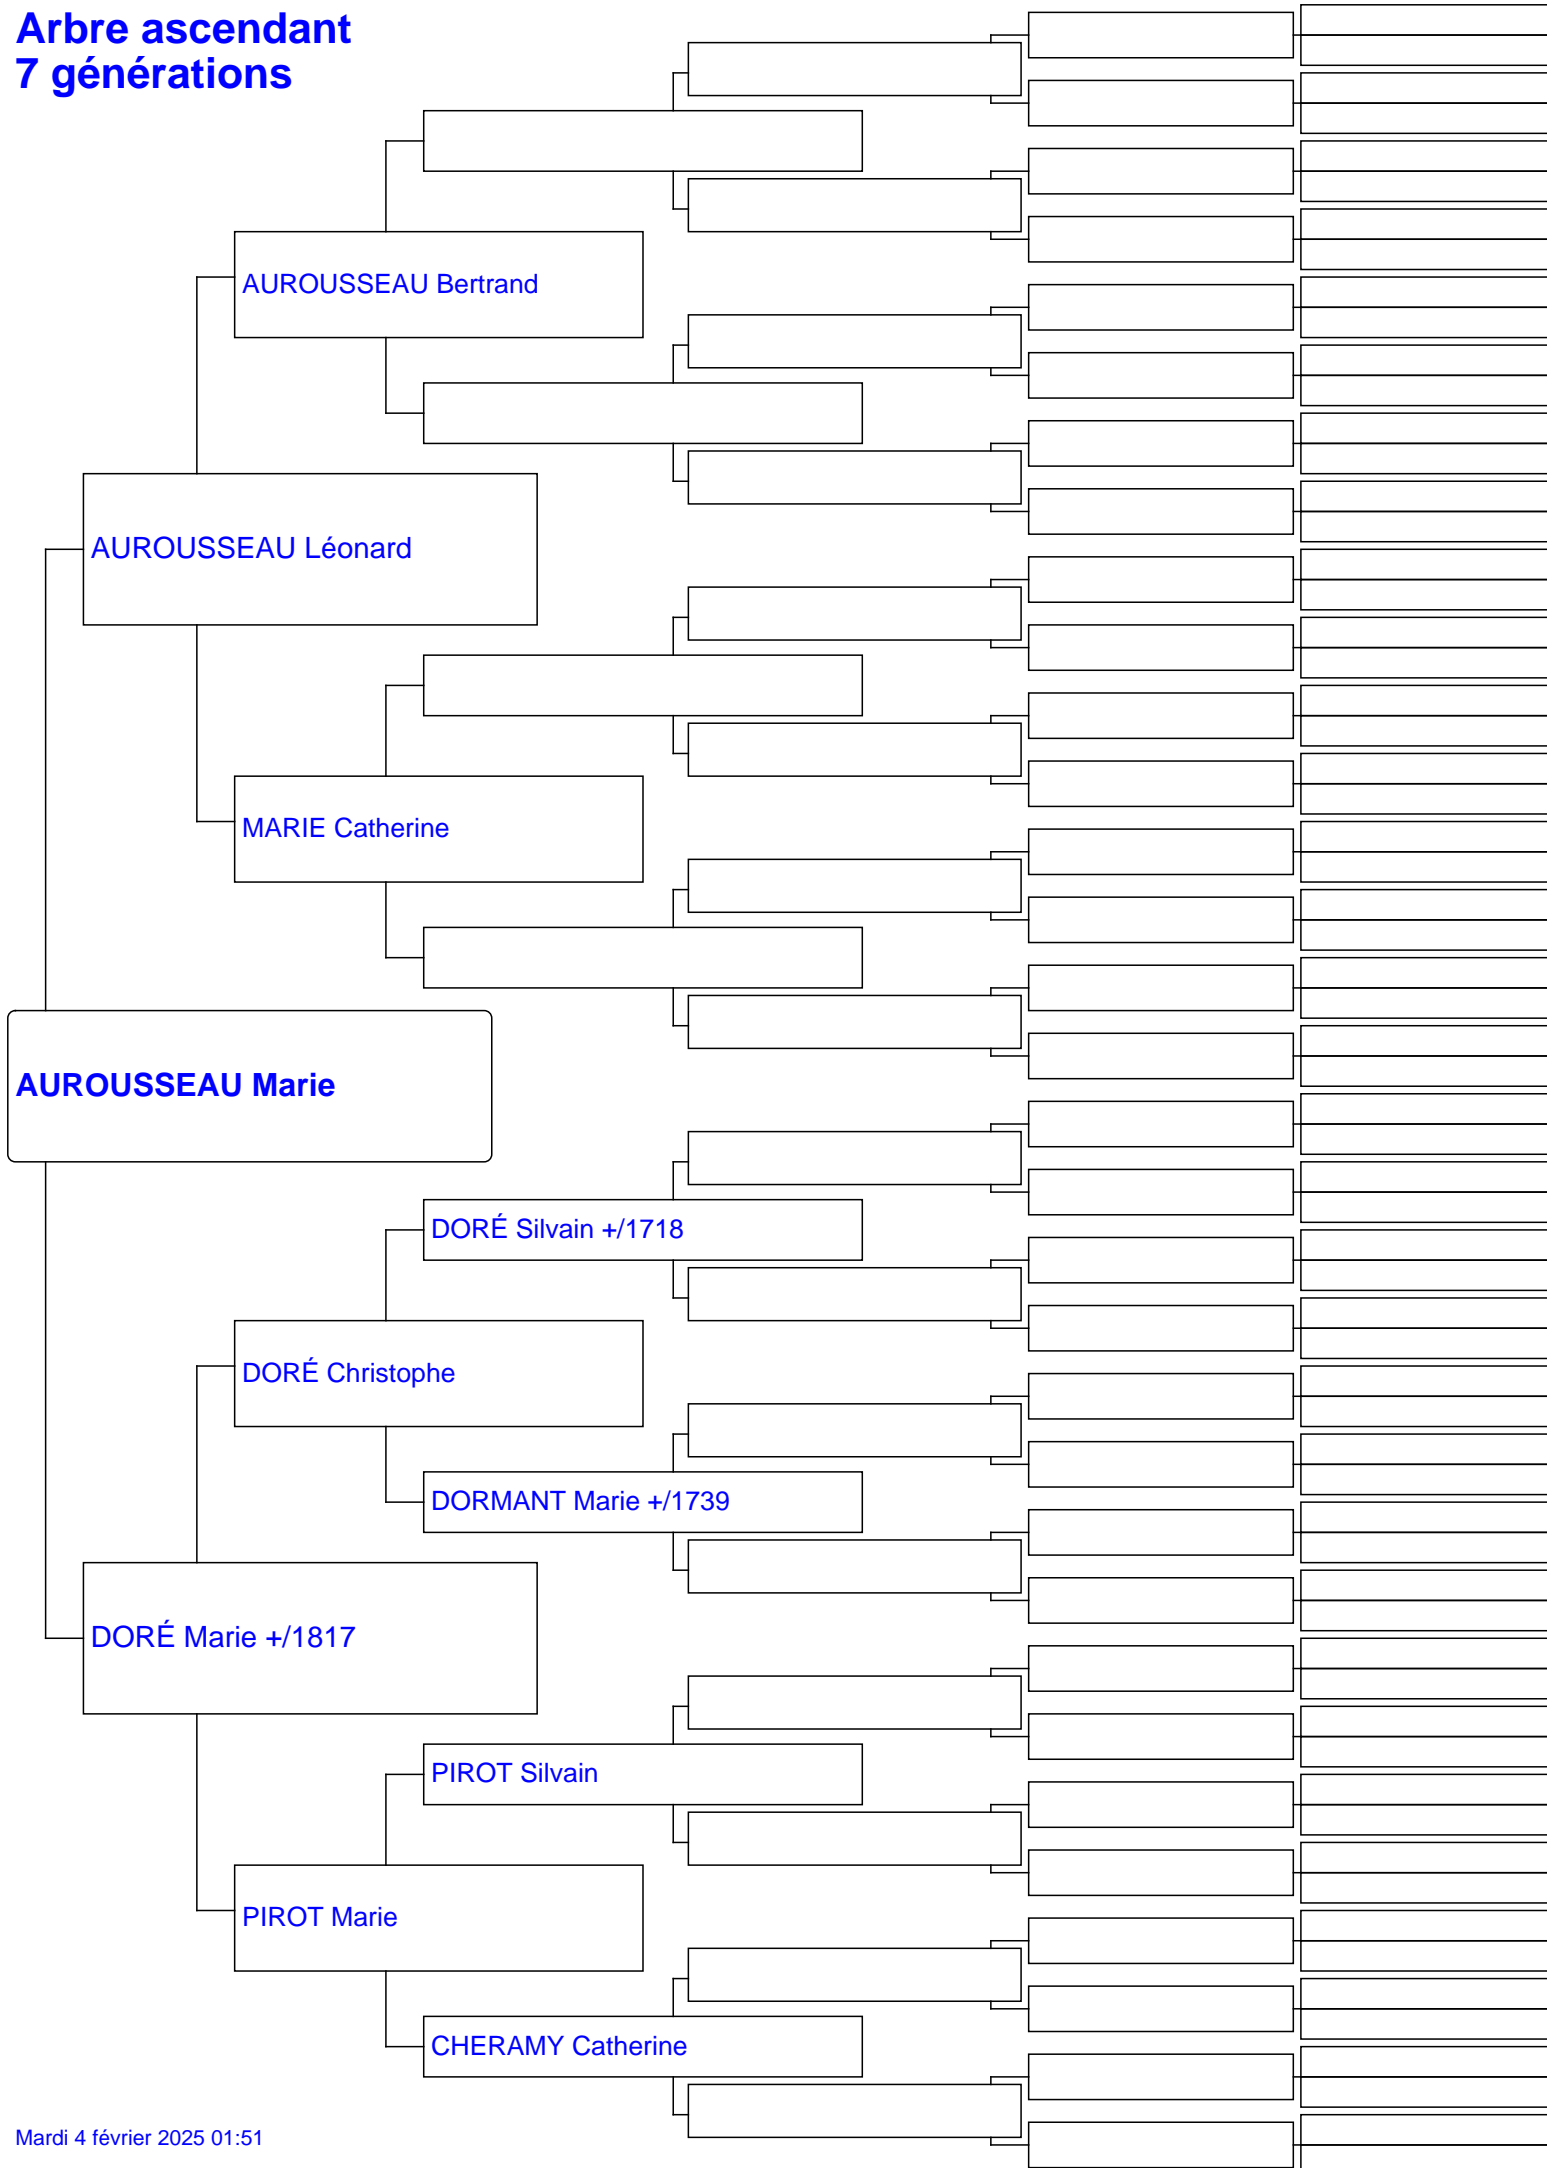 Arbre ascendant
7 générations
AUROUSSEAU Bertrand
AUROUSSEAU Léonard
MARIE Catherine
AUROUSSEAU Marie
DORÉ Silvain +/1718
DORÉ Christophe
DORMANT Marie +/1739
DORÉ Marie +/1817
PIROT Silvain
PIROT Marie
CHERAMY Catherine
Mardi 4 février 2025 01:51